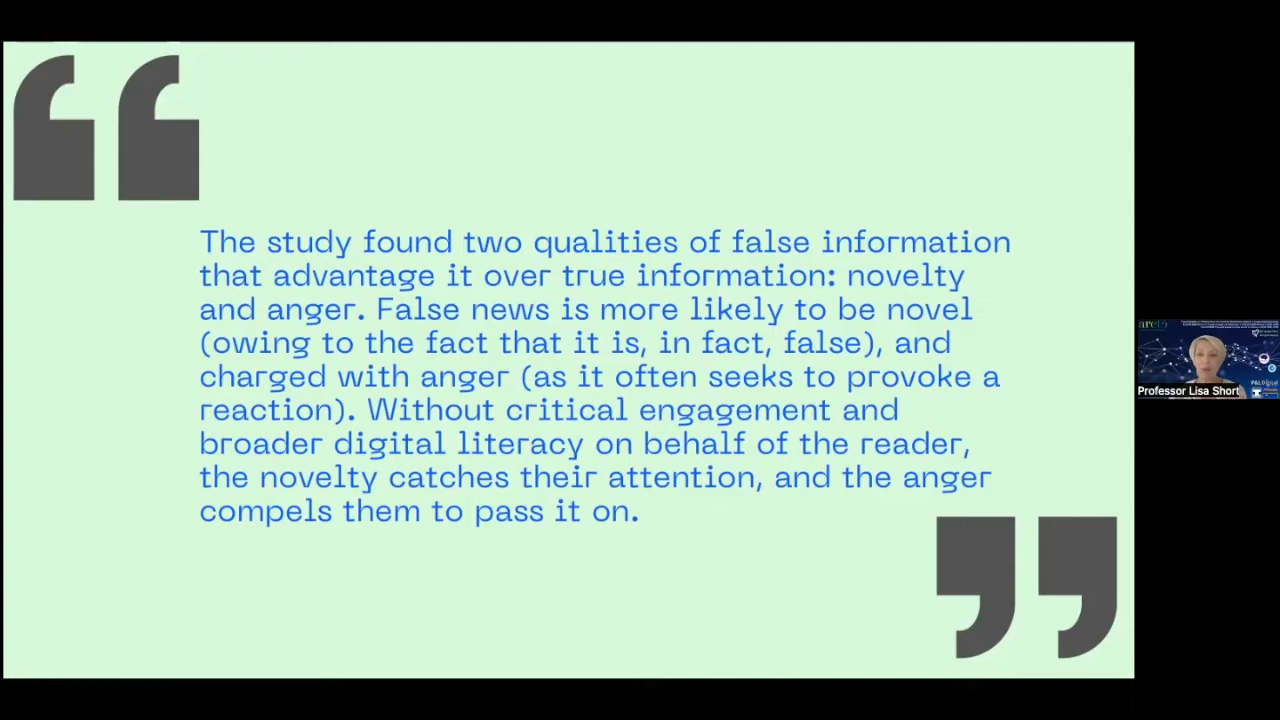 The study found two qualities of false information
that advantage it over true information: novelty
and anger. False news is more likely to be novel
(owing to the fact that it is, in fact, false), and
charged with anger (as it often seeks to provoke a
reaction). Without critical engagement and
broader digital literacy on behalf of the reader,
the novelty catches their attention, and the anger
compels them to pass it on.
Professor Lisa Short